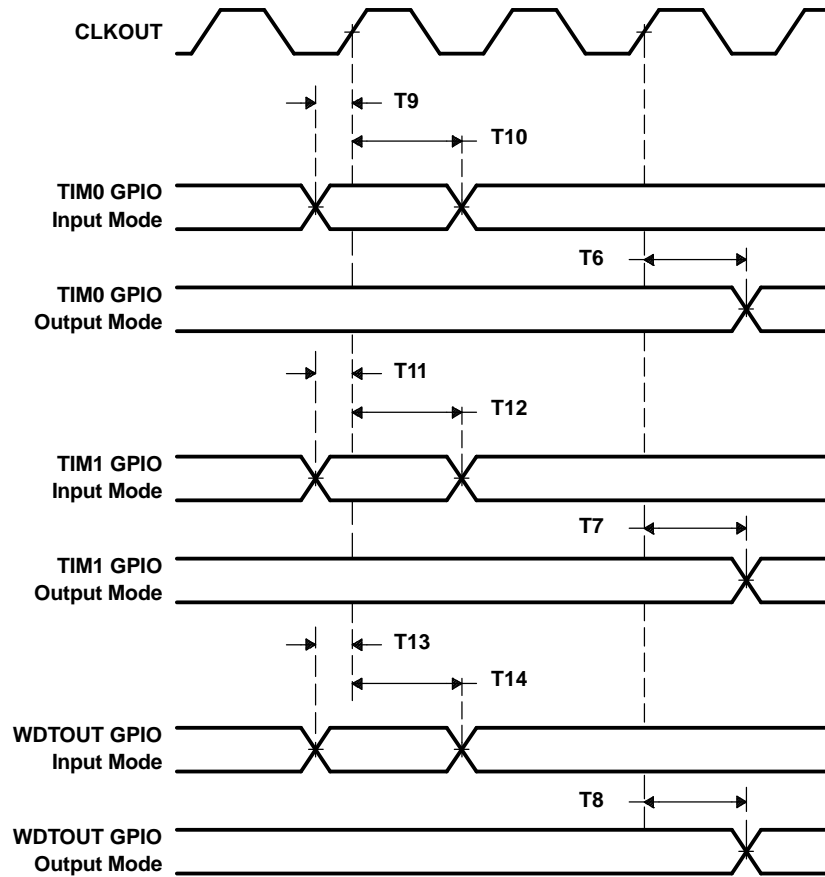 CLKOUT
T9
T10
TIM0 GPIO
Input Mode
T6
TIM0 GPIO
Output Mode
T11
T12
TIM1 GPIO
Input Mode
T7
TIM1 GPIO
Output Mode
T13
T14
WDTOUT GPIO
Input Mode
T8
WDTOUT GPIO
Output Mode